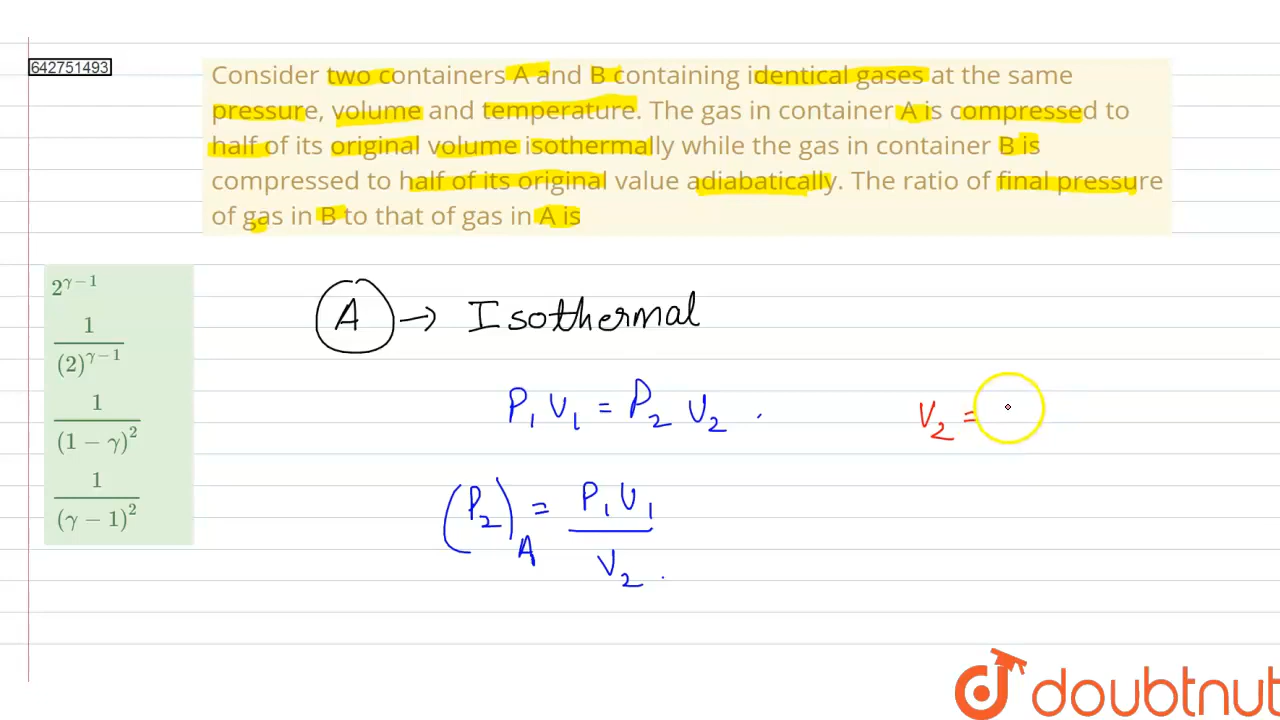 642751493
Consider two containers A and B containing identical gases at the same
pressure, volume and temperature. The gas in container A is compressed to
half of its original volume isothermally while the gas in container B is
compressed to half of its original value adiabatically. The ratio of final pressure
of gas in B to that of gas in A is
2^{γ−1}
1/(2)^{γ−1}
1/(1 − γ)^2
1/(γ − 1)^2
A → Isothermal
P₁ V₁ = P₂ V₂ .
V₂ =
(P₂)_A = P₁ V₁ / V₂ .
doubtnut